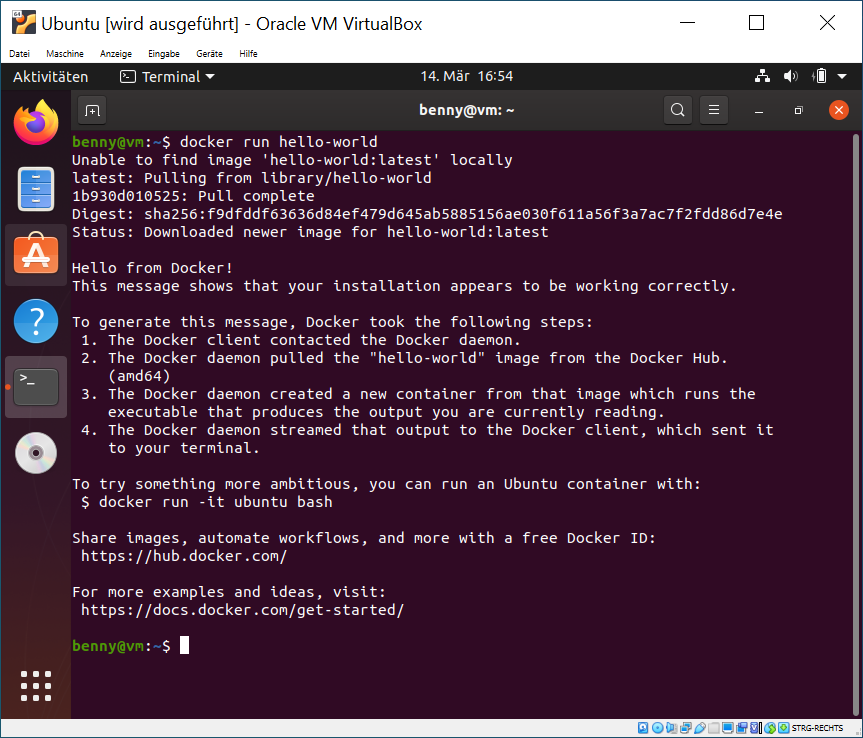 Ubuntu [wird ausgeführt] - Oracle VM VirtualBox
Datei Maschine Anzeige Eingabe Geräte Hilfe
Aktivitäten Terminal 14. Mär 16:54
benny@vm: ~
benny@vm:~$ docker run hello-world
Unable to find image 'hello-world:latest' locally
latest: Pulling from library/hello-world
1b930d010525: Pull complete
Digest: sha256:f9dfddf63636d84ef479d645ab5885156ae030f611a56f3a7ac7f2fdd86d7e4e
Status: Downloaded newer image for hello-world:latest
Hello from Docker!
This message shows that your installation appears to be working correctly.
To generate this message, Docker took the following steps:
1. The Docker client contacted the Docker daemon.
2. The Docker daemon pulled the "hello-world" image from the Docker Hub.
(amd64)
3. The Docker daemon created a new container from that image which runs the
executable that produces the output you are currently reading.
4. The Docker daemon streamed that output to the Docker client, which sent it
to your terminal.
To try something more ambitious, you can run an Ubuntu container with:
$ docker run -it ubuntu bash
Share images, automate workflows, and more with a free Docker ID:
https://hub.docker.com/
For more examples and ideas, visit:
https://docs.docker.com/get-started/
benny@vm:~$
STRG-RECHTS